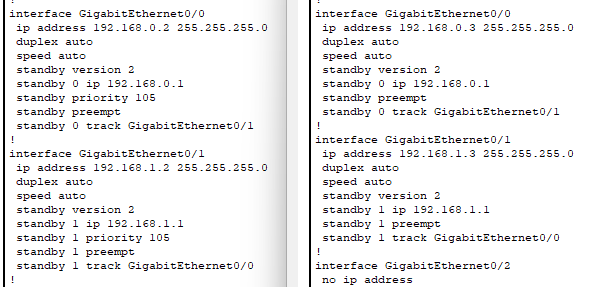 !
interface GigabitEthernet0/0
ip address 192.168.0.2 255.255.255.0
duplex auto
speed auto
standby version 2
standby 0 ip 192.168.0.1
standby priority 105
standby preempt
standby 0 track GigabitEthernet0/1
!
interface GigabitEthernet0/1
ip address 192.168.1.2 255.255.255.0
duplex auto
speed auto
standby version 2
standby 1 ip 192.168.1.1
standby 1 priority 105
standby 1 preempt
standby 1 track GigabitEthernet0/0
!
interface GigabitEthernet0/0
ip address 192.168.0.3 255.255.255.0
duplex auto
speed auto
standby version 2
standby 0 ip 192.168.0.1
standby preempt
standby 0 track GigabitEthernet0/1
!
interface GigabitEthernet0/1
ip address 192.168.1.3 255.255.255.0
duplex auto
speed auto
standby version 2
standby 1 ip 192.168.1.1
standby 1 preempt
standby 1 track GigabitEthernet0/0
!
interface GigabitEthernet0/2
no ip address